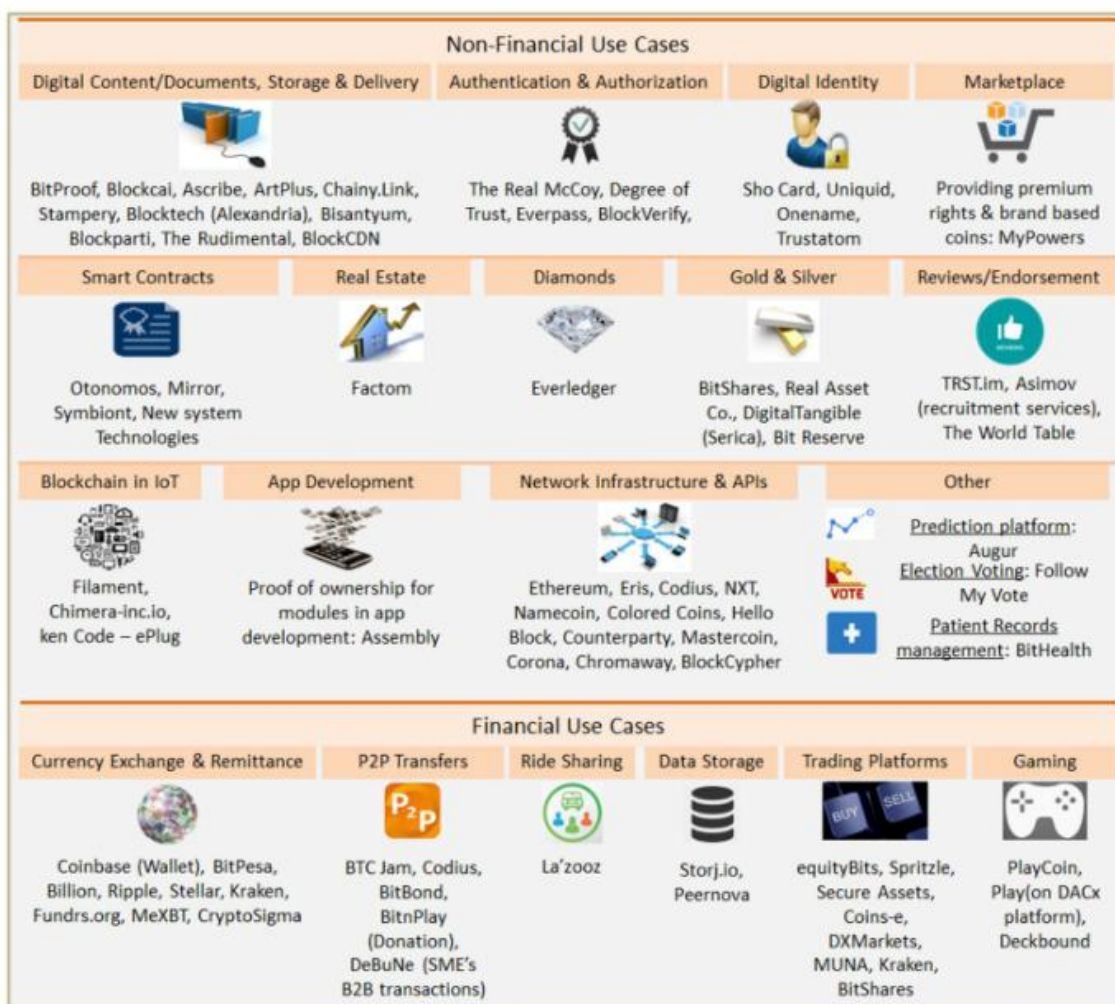 Non-Financial Use Cases
Digital Content/Documents, Storage & Delivery
BitProof, Blockcai, Ascribe, ArtPlus, Chainy.Link,
Stampery, Blocktech (Alexandria), Bisantyum,
Blockparti, The Rudimental, BlockCDN
Authentication & Authorization
The Real McCoy, Degree of
Trust, Everpass, BlockVerify,
Digital Identity
Sho Card, Uniquid,
Onename,
Trustatom
Marketplace
Providing premium
rights & brand based
coins: MyPowers
Smart Contracts
Otonomos, Mirror,
Symbiont, New system
Technologies
Real Estate
Factom
Diamonds
Everledger
Gold & Silver
BitShares, Real Asset
Co., DigitalTangible
(Serica), Bit Reserve
Reviews/Endorsement
TRST.im, Asimov
(recruitment services),
The World Table
Blockchain in IoT
Filament,
Chimera-inc.io,
ken Code – ePlug
App Development
Proof of ownership for
modules in app
development: Assembly
Network Infrastructure & APIs
Ethereum, Eris, Codius, NXT,
Namecoin, Colored Coins, Hello
Block, Counterparty, Mastercoin,
Corona, Chromaway, BlockCypher
Other
Prediction platform:
Augur
VOTE
Election Voting: Follow
My Vote
Patient Records
management: BitHealth
Financial Use Cases
Currency Exchange & Remittance
Coinbase (Wallet), BitPesa,
Billion, Ripple, Stellar, Kraken,
Fundrs.org, MeXBT, CryptoSigma
P2P Transfers
P2P
BTC Jam, Codius,
BitBond,
BitnPlay
(Donation),
DeBuNe (SME's
B2B transactions)
Ride Sharing
La'zooz
Data Storage
Storj.io,
Peernova
Trading Platforms
BUY
SELL
equityBits, Spritzle,
Secure Assets,
Coins-e,
DXMarkets,
MUNA, Kraken,
BitShares
Gaming
PlayCoin,
Play(on DACx
platform),
Deckbound